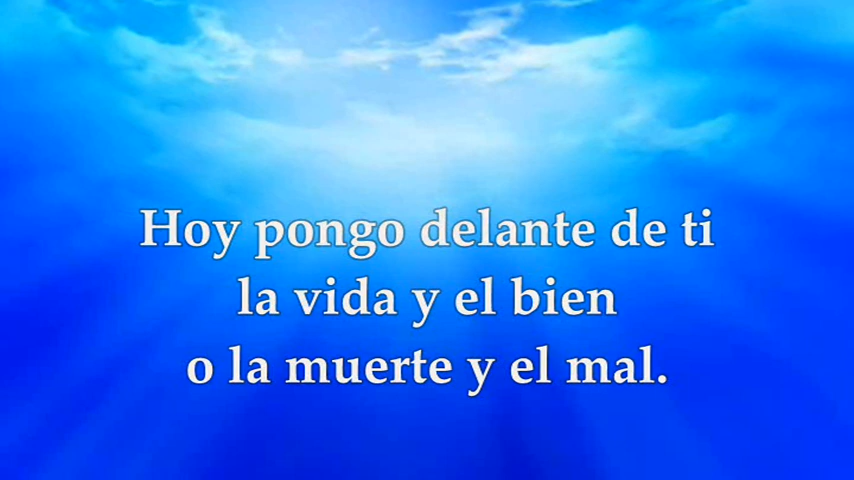 Hoy pongo delante de ti
la vida y el bien
o la muerte y el mal.